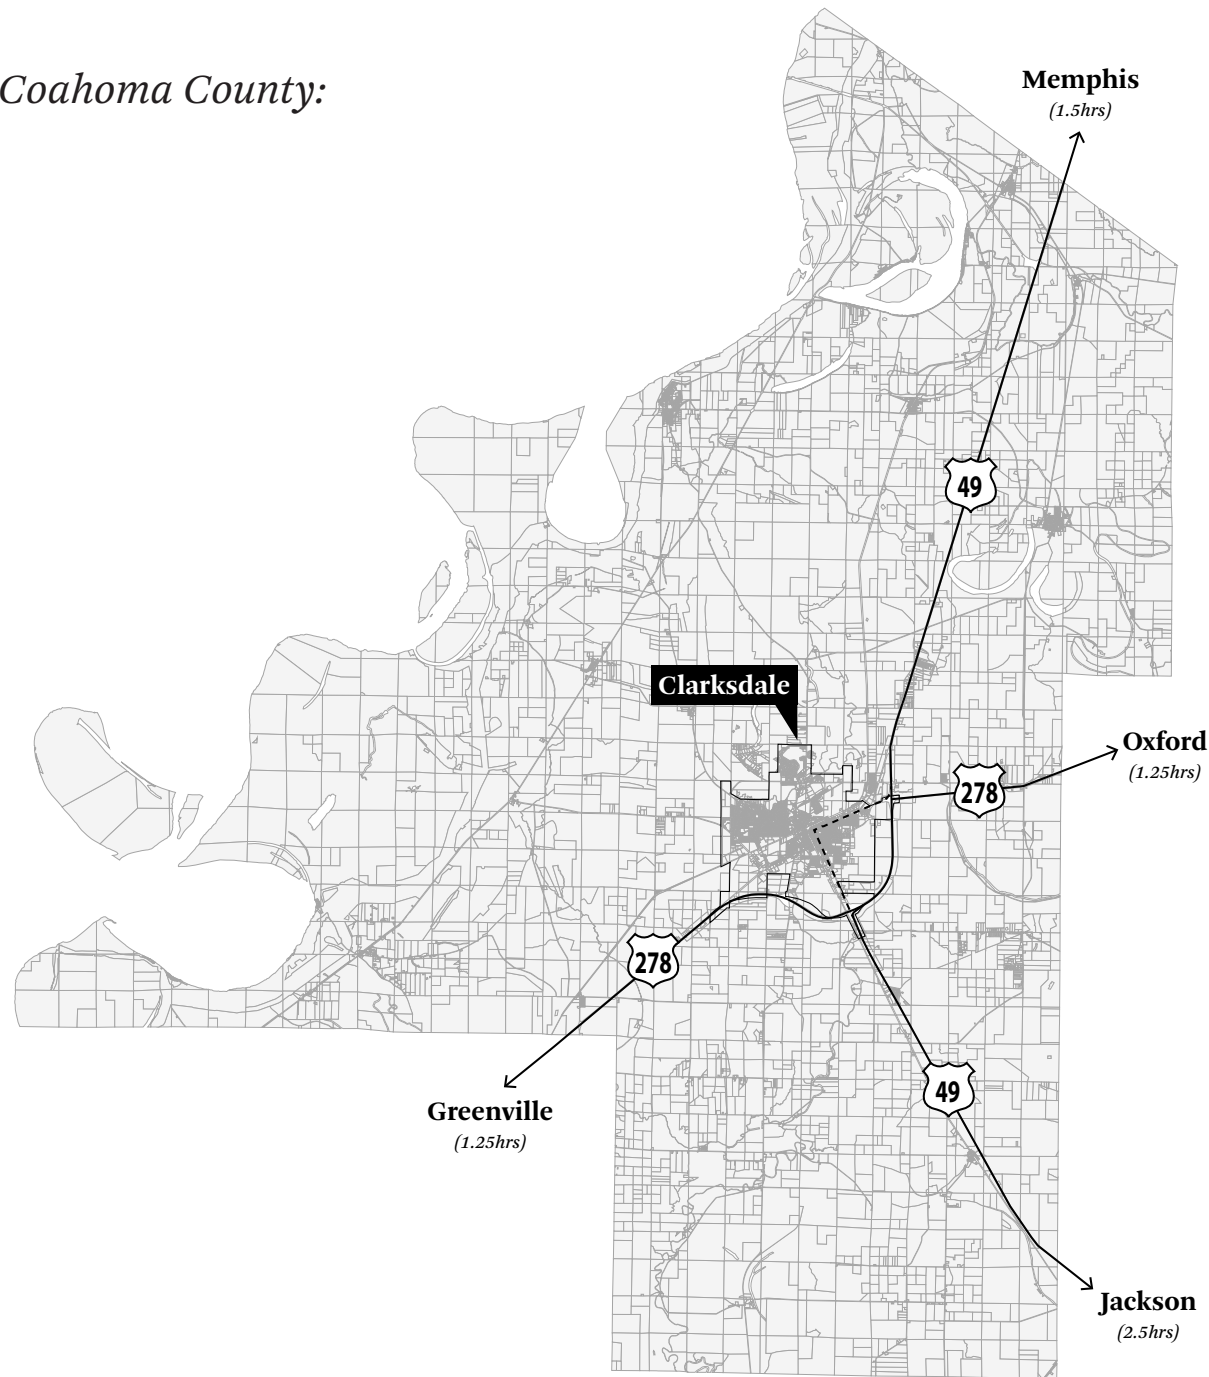 Coahoma County:
Memphis
(1.5hrs)
49
Clarksdale
Oxford
(1.25hrs)
278
278
49
Greenville
(1.25hrs)
Jackson
(2.5hrs)